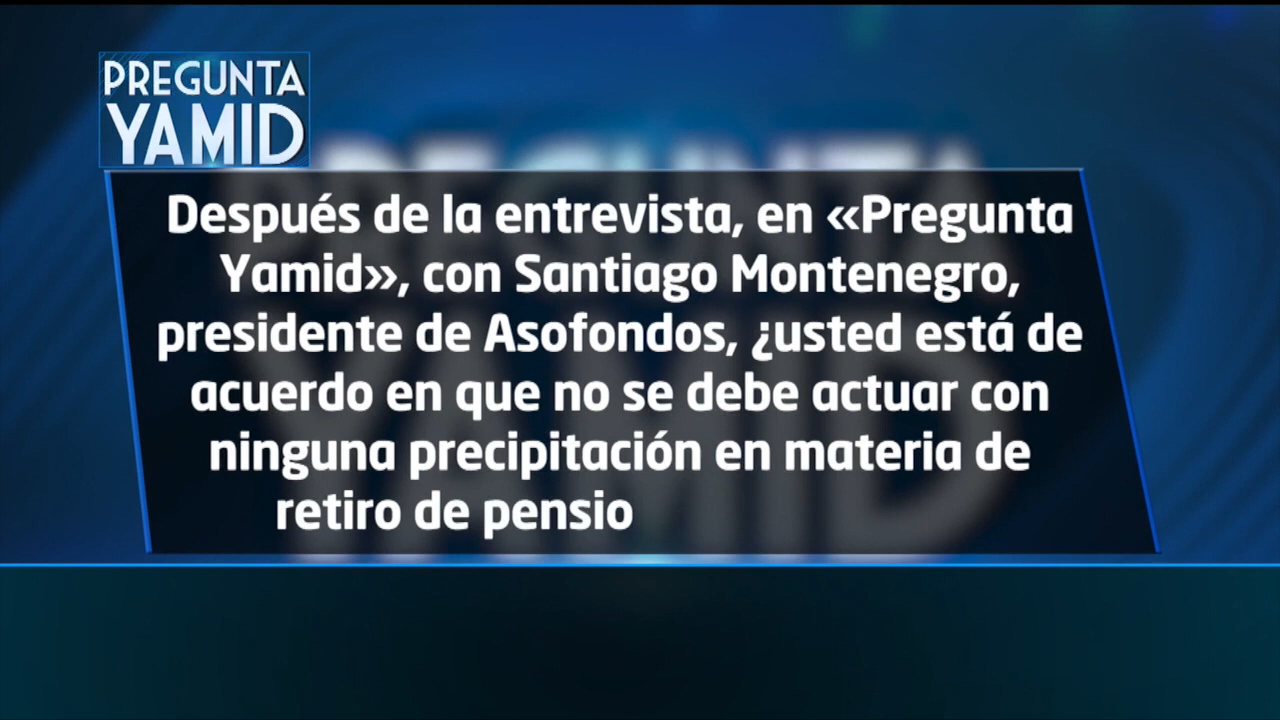 PREGUNTA
YAMID
Después de la entrevista, en «Pregunta
Yamid», con Santiago Montenegro,
presidente de Asofondos, ¿usted está de
acuerdo en que no se debe actuar con
ninguna precipitación en materia de
retiro de pensio